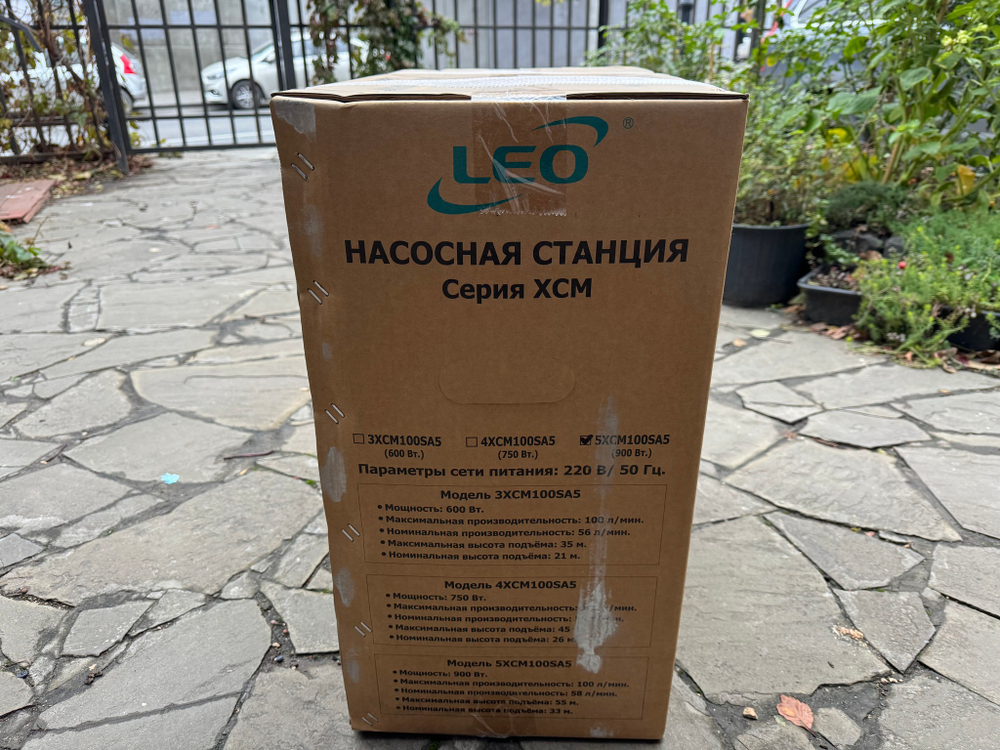 LEO ®
НАСОСНАЯ СТАНЦИЯ
Серия XCM
3XCM100SA5 4XCM100SA5 5XCM100SA5
(600 Вт.) (750 Вт.) (900 Вт.)
Параметры сети питания: 220 В/ 50 Гц.
Модель 3XCM100SA5
• Мощность: 600 Вт.
• Максимальная производительность: 100 л/мин.
• Номинальная производительность: 56 л/мин.
• Максимальная высота подъёма: 35 м.
• Номинальная высота подъёма: 21 м.
Модель 4XCM100SA5
• Мощность: 750 Вт.
• Максимальная производительность: /мин.
• Номинальная производительность:
• Максимальная высота подъёма: 45
• Номинальная высота подъёма: 26 м
Модель 5XCM100SA5
• Мощность: 900 Вт.
• Максимальная производительность: 100 л/мин.
• Номинальная производительность: 58 л/мин.
• Максимальная высота подъёма: 55 м.
• Номинальная высота подъёма: 33 м.